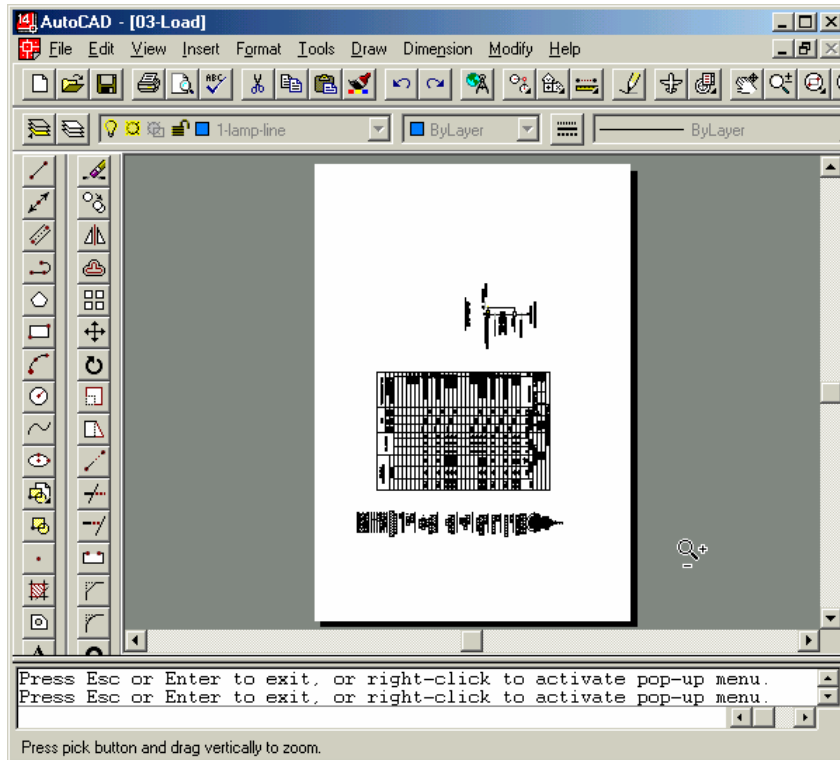 AutoCAD - [03-Load]
File Edit View Insert Format Tools Draw Dimension Modify Help
ABC
1-lamp-line ByLayer ByLayer
Press Esc or Enter to exit, or right-click to activate pop-up menu.
Press Esc or Enter to exit, or right-click to activate pop-up menu.
Press pick button and drag vertically to zoom.